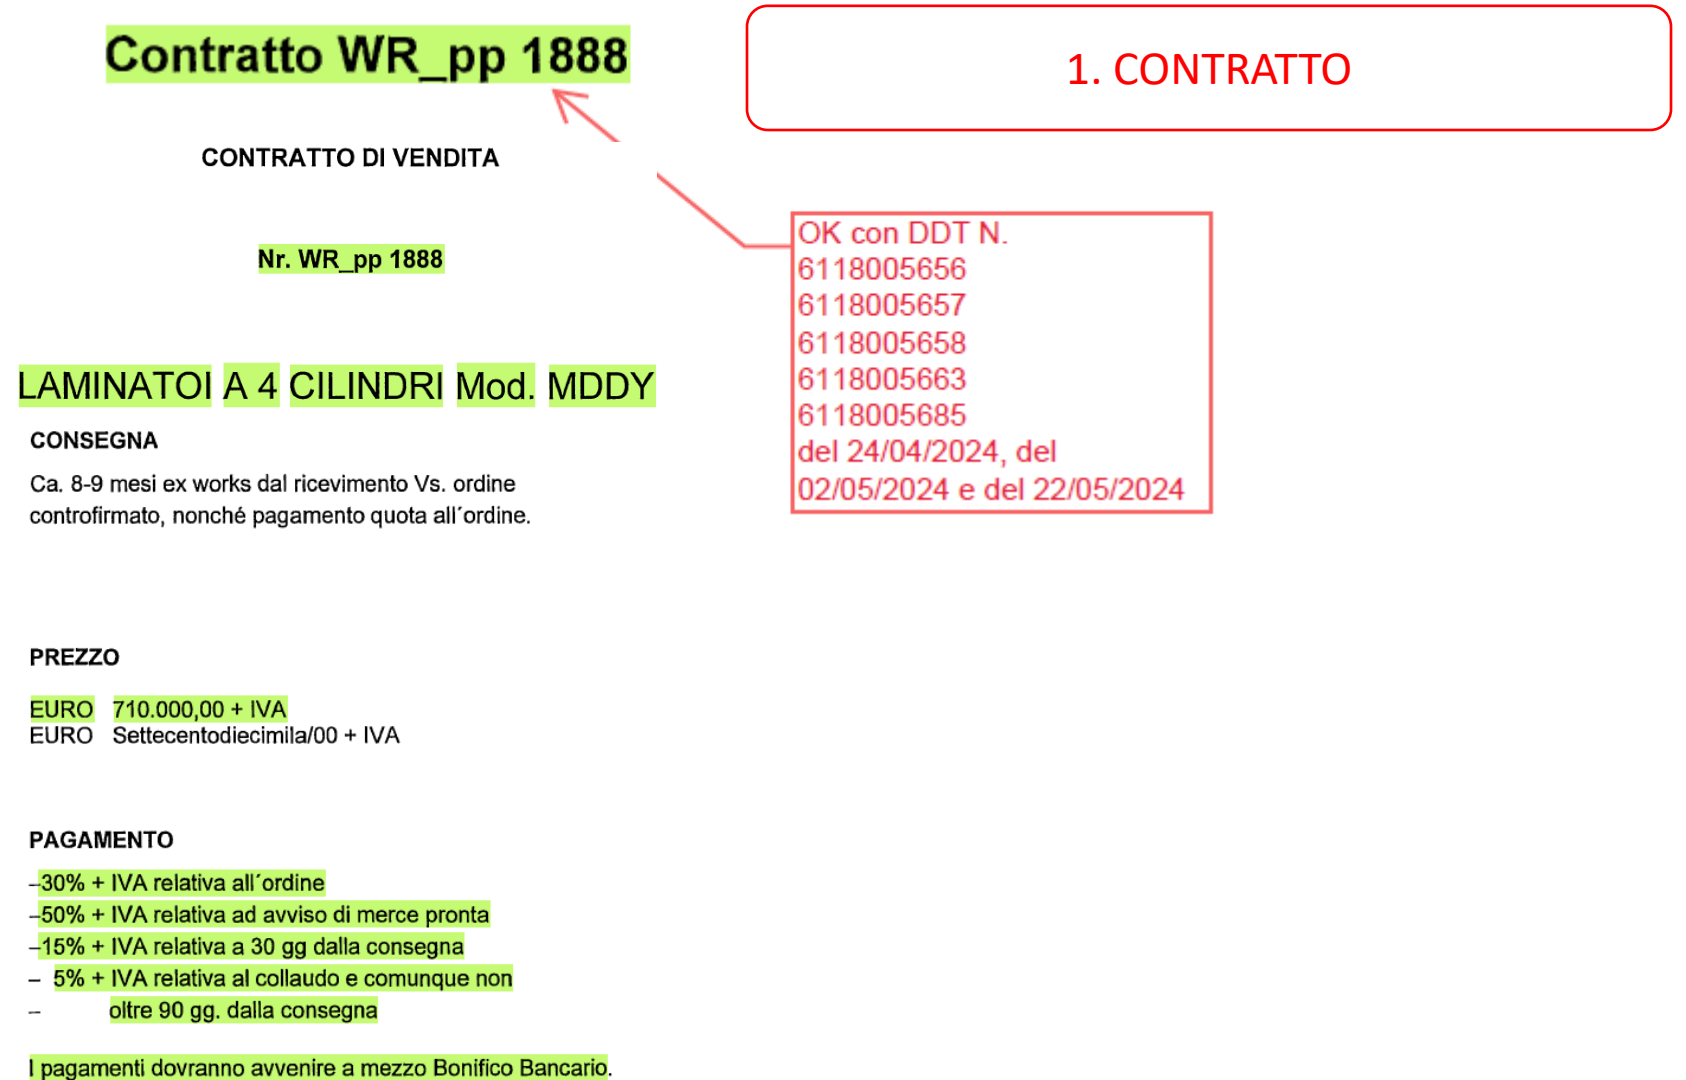 Contratto WR_pp 1888
1. CONTRATTO
CONTRATTO DI VENDITA
Nr. WR_pp 1888
OK con DDT N.
6118005656
6118005657
6118005658
6118005663
6118005685
del 24/04/2024, del
02/05/2024 e del 22/05/2024
LAMINATOI A 4 CILINDRI Mod. MDDY
CONSEGNA
Ca. 8-9 mesi ex works dal ricevimento Vs. ordine
controfirmato, nonché pagamento quota all´ordine.
PREZZO
EURO 710.000,00 + IVA
EURO Settecentodiecimila/00 + IVA
PAGAMENTO
–30% + IVA relativa all´ordine
–50% + IVA relativa ad avviso di merce pronta
–15% + IVA relativa a 30 gg dalla consegna
– 5% + IVA relativa al collaudo e comunque non
– oltre 90 gg. dalla consegna
I pagamenti dovranno avvenire a mezzo Bonifico Bancario.